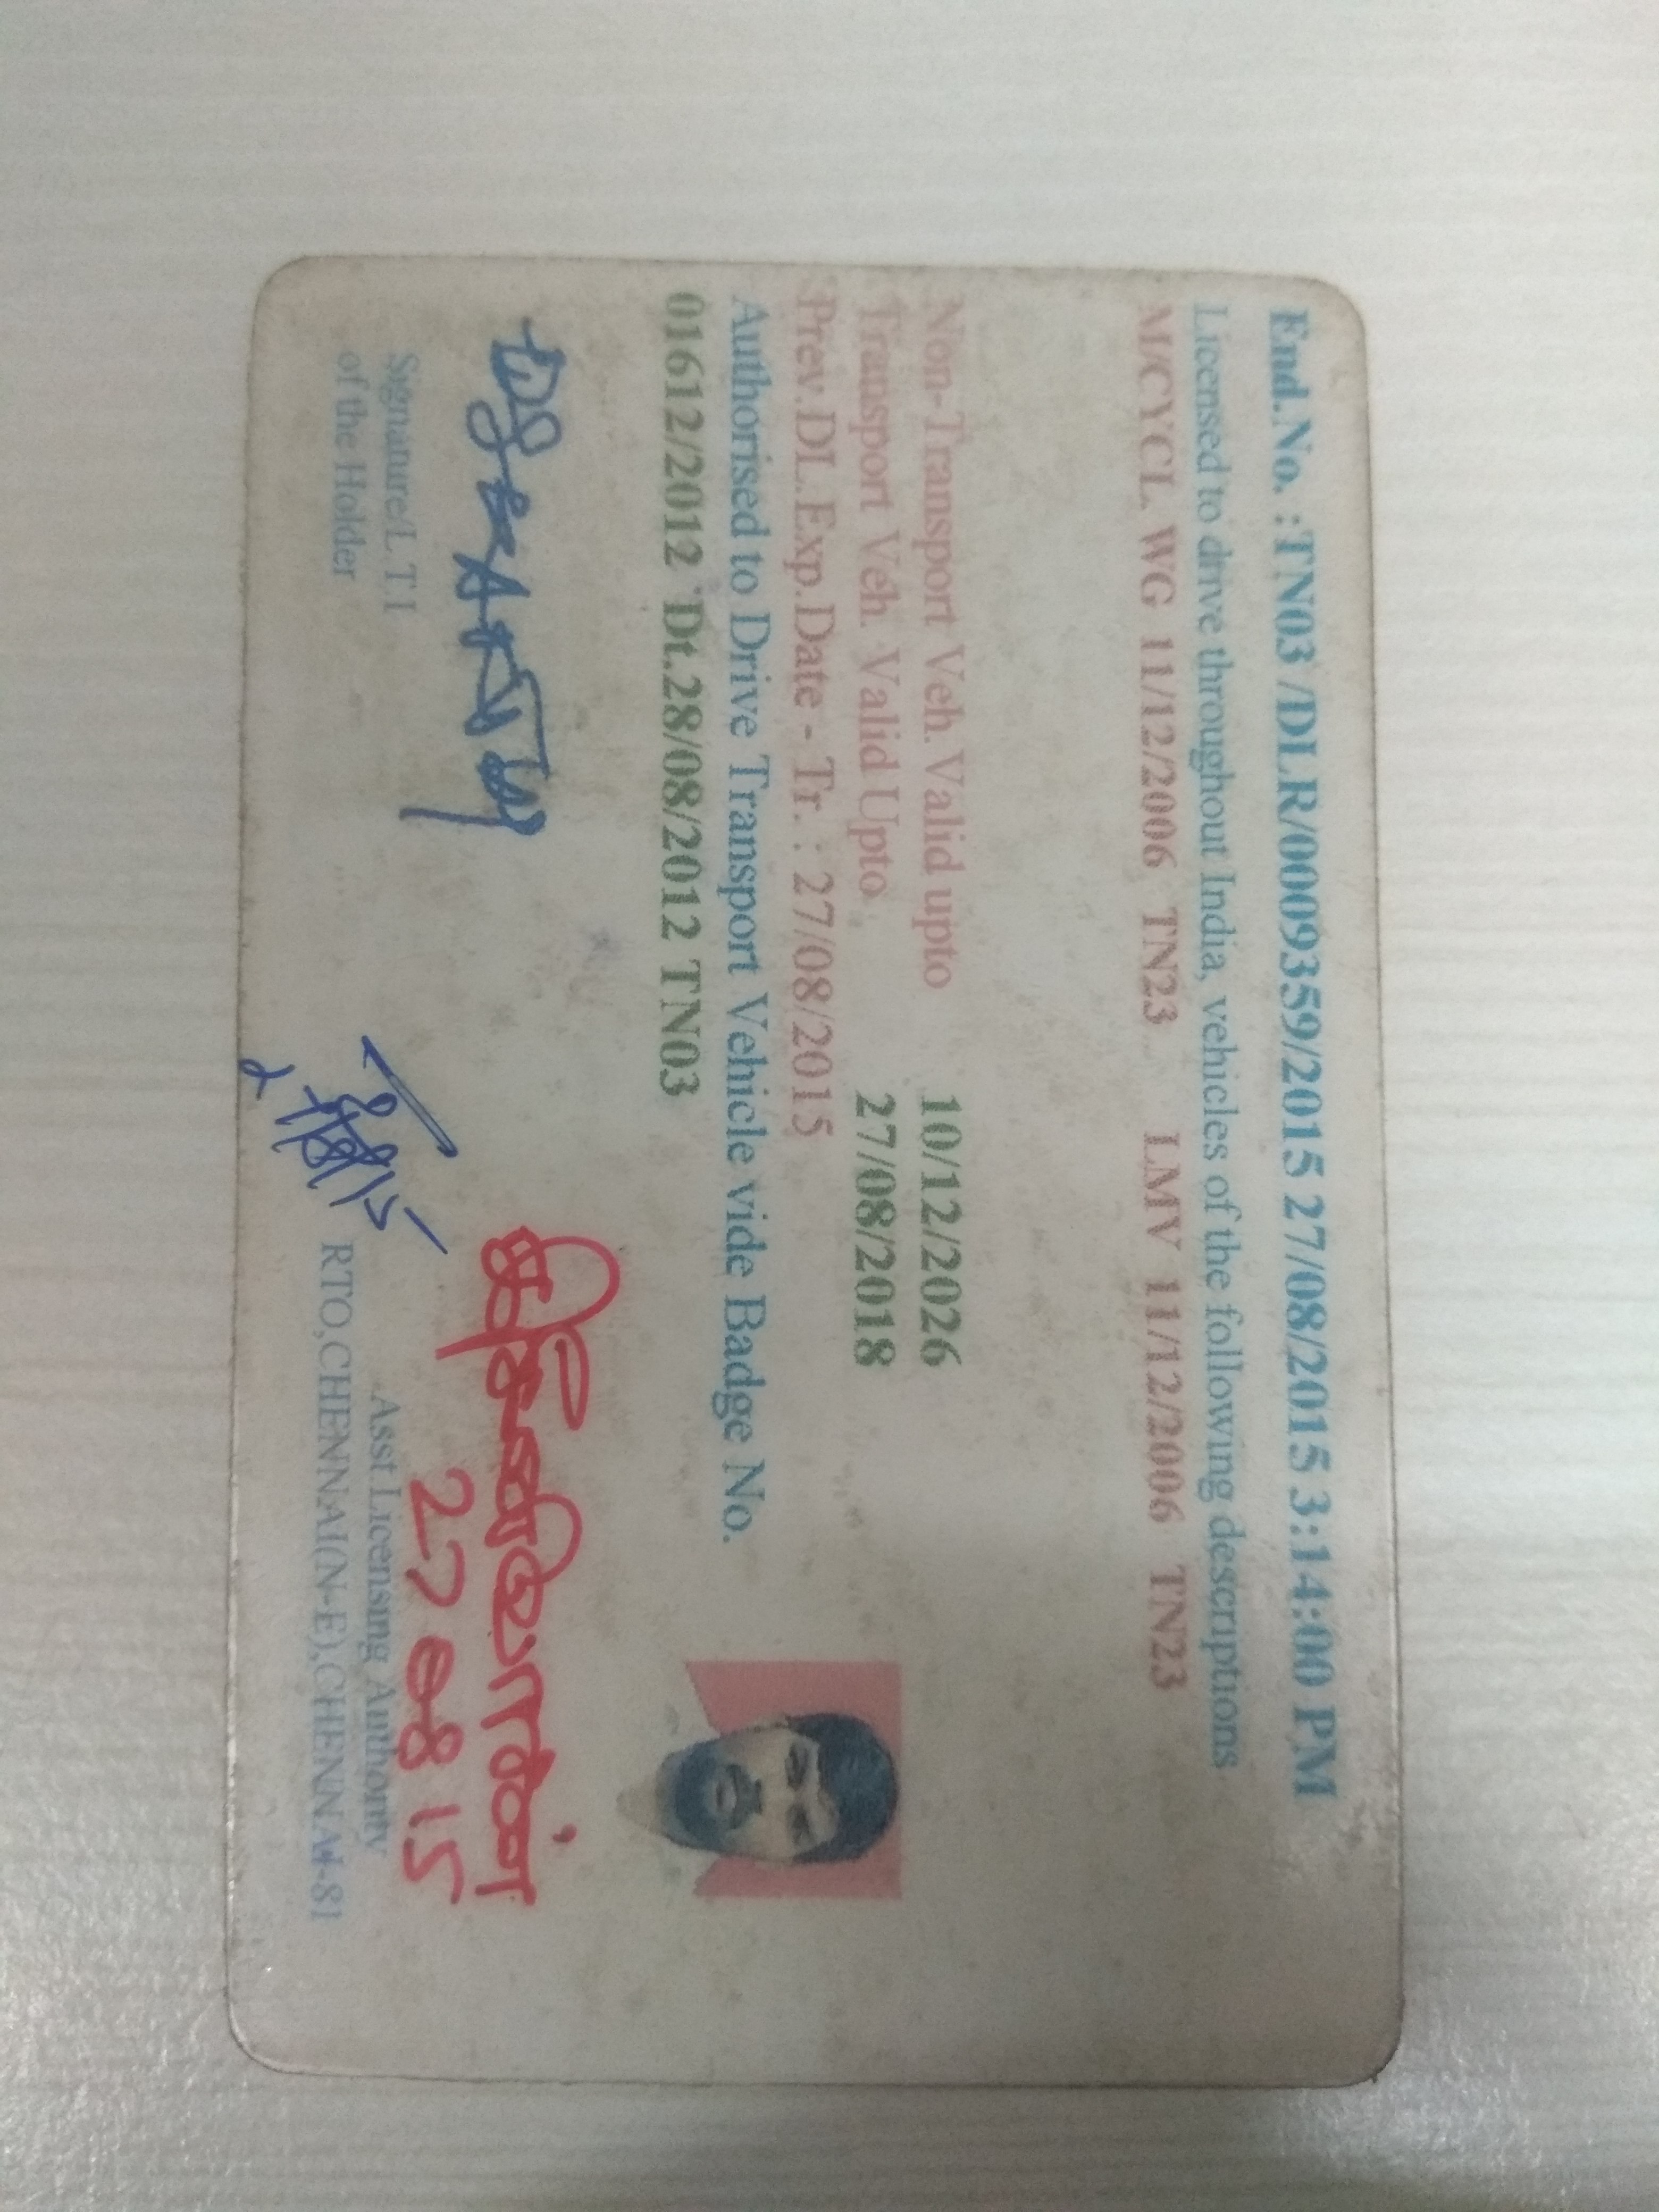 End.No. :TN03 /DLR/0009359/2015 27/08/2015 3:14:00 PM
Licensed to drive throughout India, vehicles of the following descriptions
M/CYCL. WG 11/12/2006 TN23 LMV 11/12/2006 TN23
Non-Transport Veh. Valid upto 10/12/2026
Transport Veh. Valid Upto 27/08/2018
Prev.DL.Exp.Date - Tr. : 27/08/2015
Authorised to Drive Transport Vehicle vide Badge No.
01612/2012 Dt.28/08/2012 TN03
27 08 15
Signature/L.T.I
of the Holder
Asst.Licensing Authority
RTO,CHENNAI(N-E),CHENNAI-81